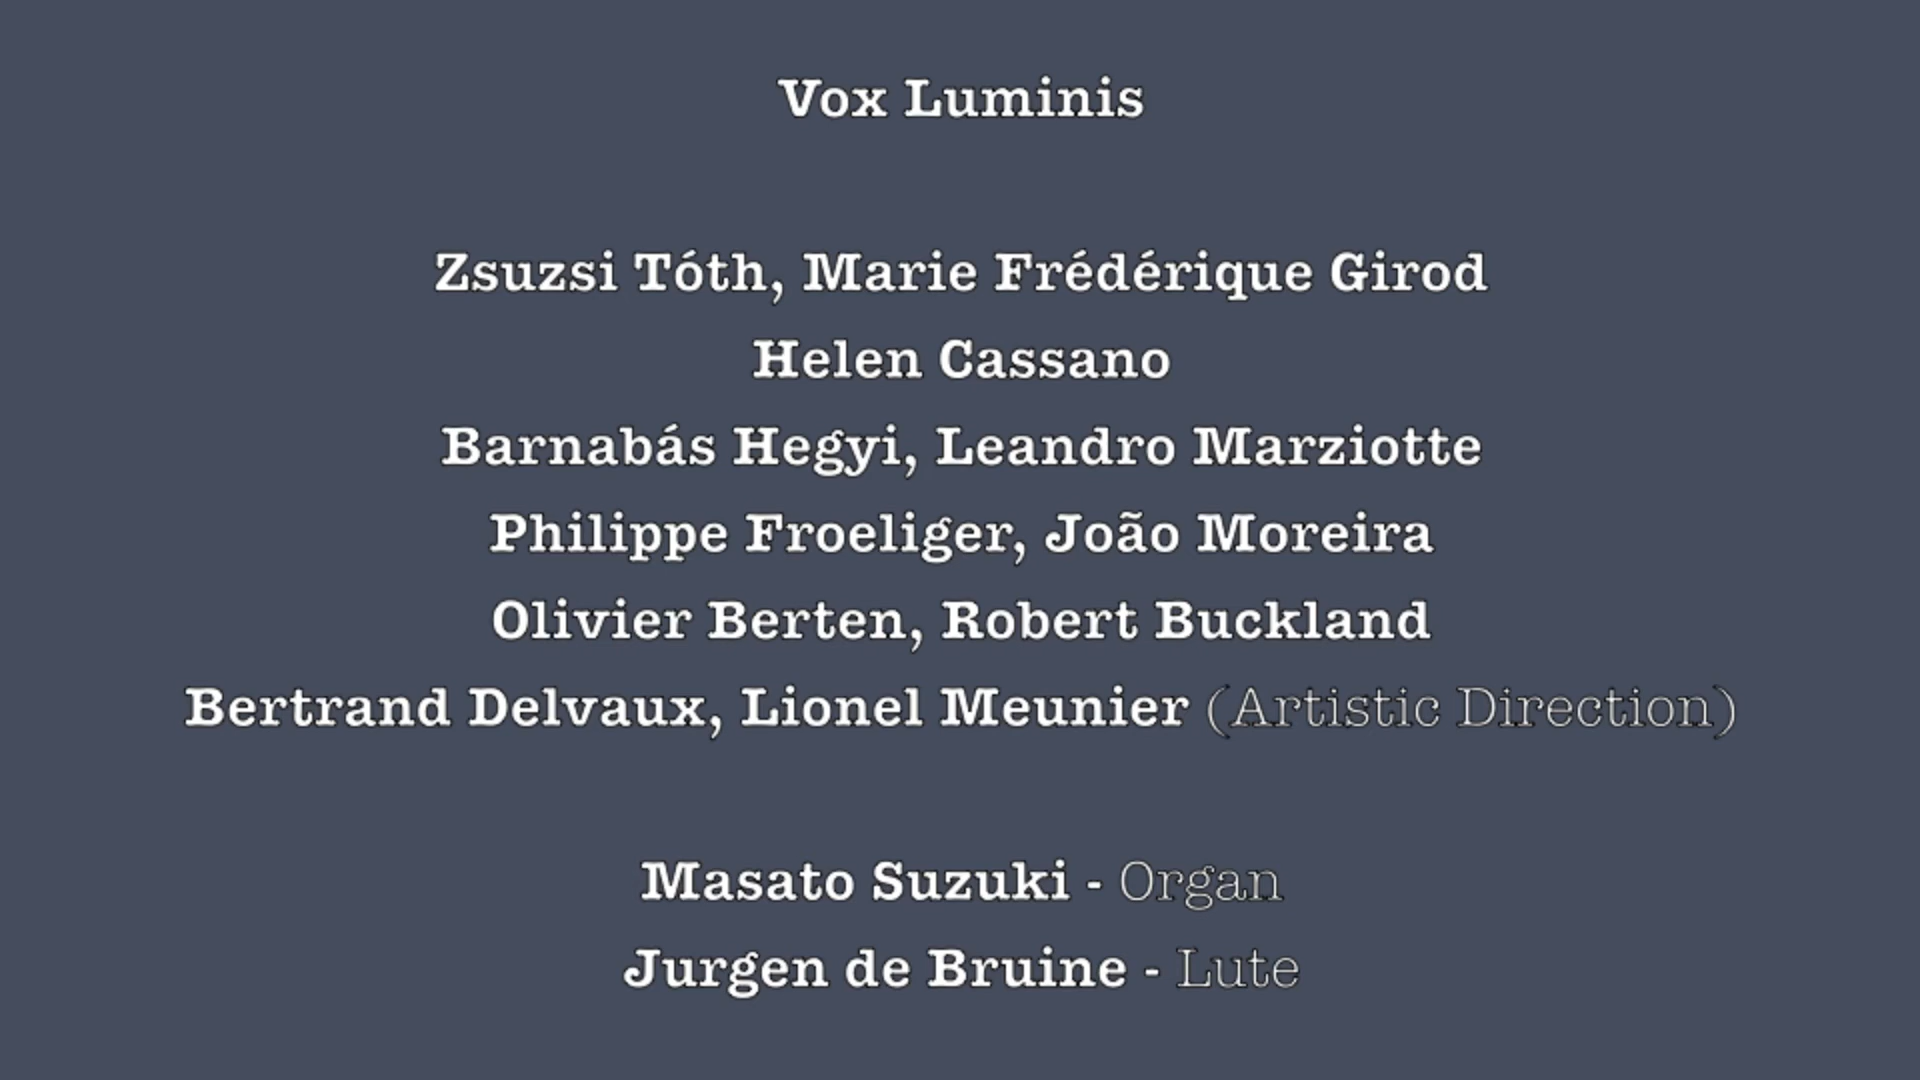 Vox Luminis
Zsuzsi Tóth, Marie Frédérique Girod
Helen Cassano
Barnabás Hegyi, Leandro Marziotte
Philippe Froeliger, João Moreira
Olivier Berten, Robert Buckland
Bertrand Delvaux, Lionel Meunier (Artistic Direction)
Masato Suzuki - Organ
Jurgen de Bruine - Lute